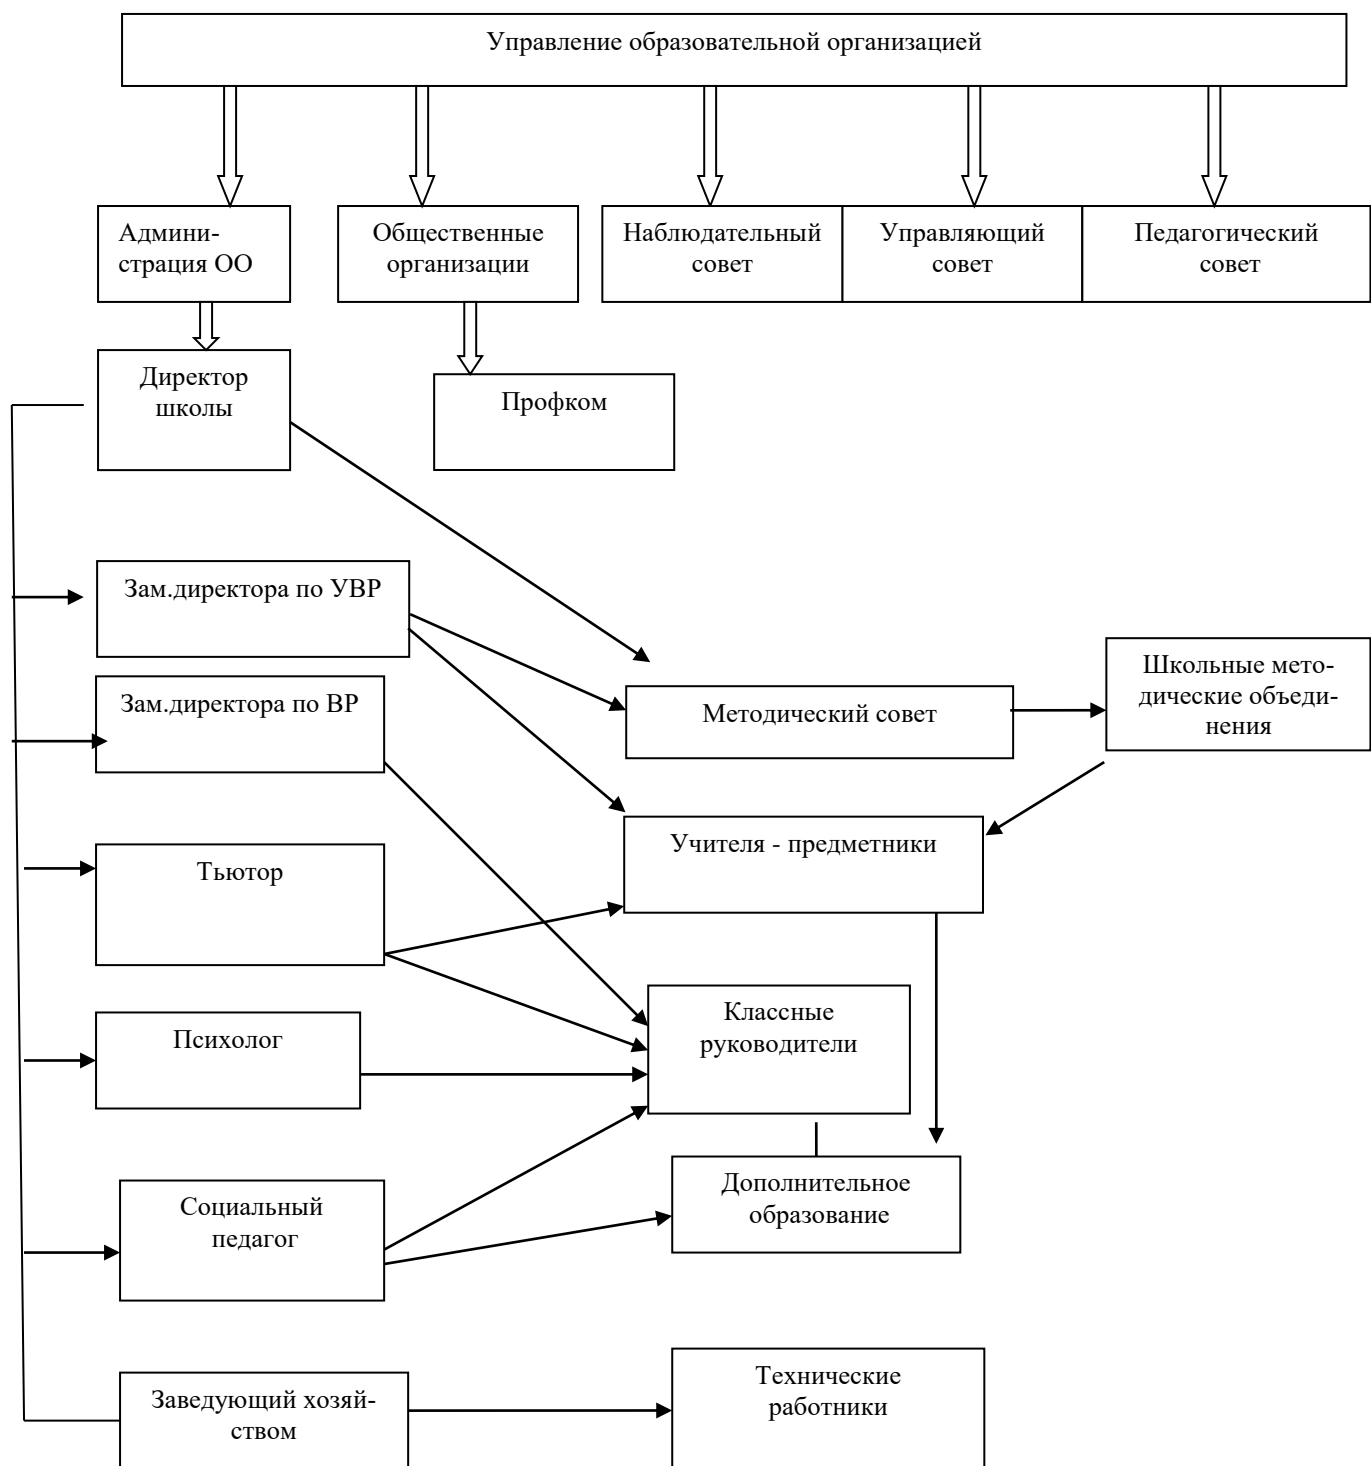 Управление образовательной организацией
Админи-
страция ОО
Общественные
организации
Наблюдательный
совет
Управляющий
совет
Педагогический
совет
Директор
школы
Профком
Зам.директора по УВР
Зам.директора по ВР
Методический совет
Школьные мето-
дические объеди-
нения
Учителя - предметники
Тьютор
Классные
руководители
Психолог
Дополнительное
образование
Социальный
педагог
Технические
работники
Заведующий хозяй-
ством